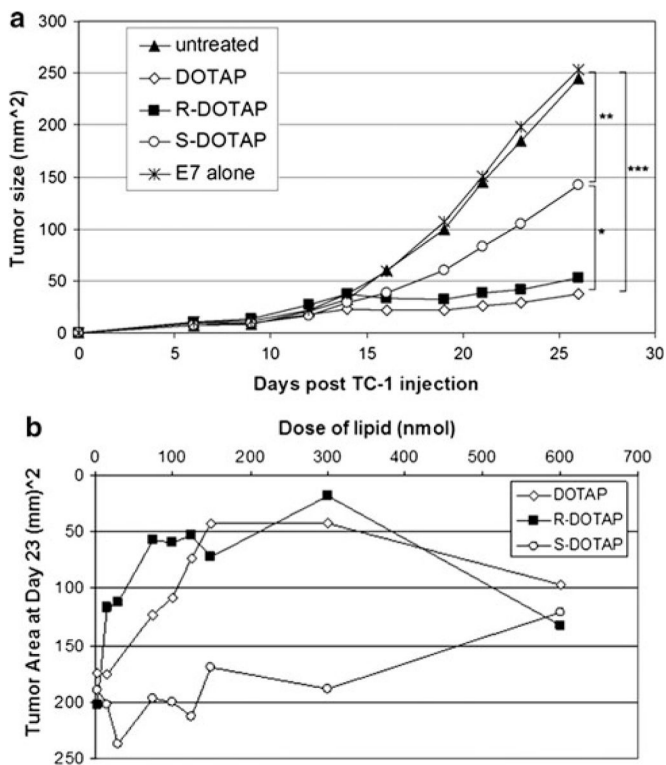 a
300
250
200
150
100
50
0
Tumor size (mm^2)
untreated
DOTAP
R-DOTAP
S-DOTAP
E7 alone
**
***
*
0 5 10 15 20 25 30
Days post TC-1 injection
b
Dose of lipid (nmol)
0 100 200 300 400 500 600 700
0
50
100
150
200
250
Tumor Area at Day 23 (mm)^2
DOTAP
R-DOTAP
S-DOTAP